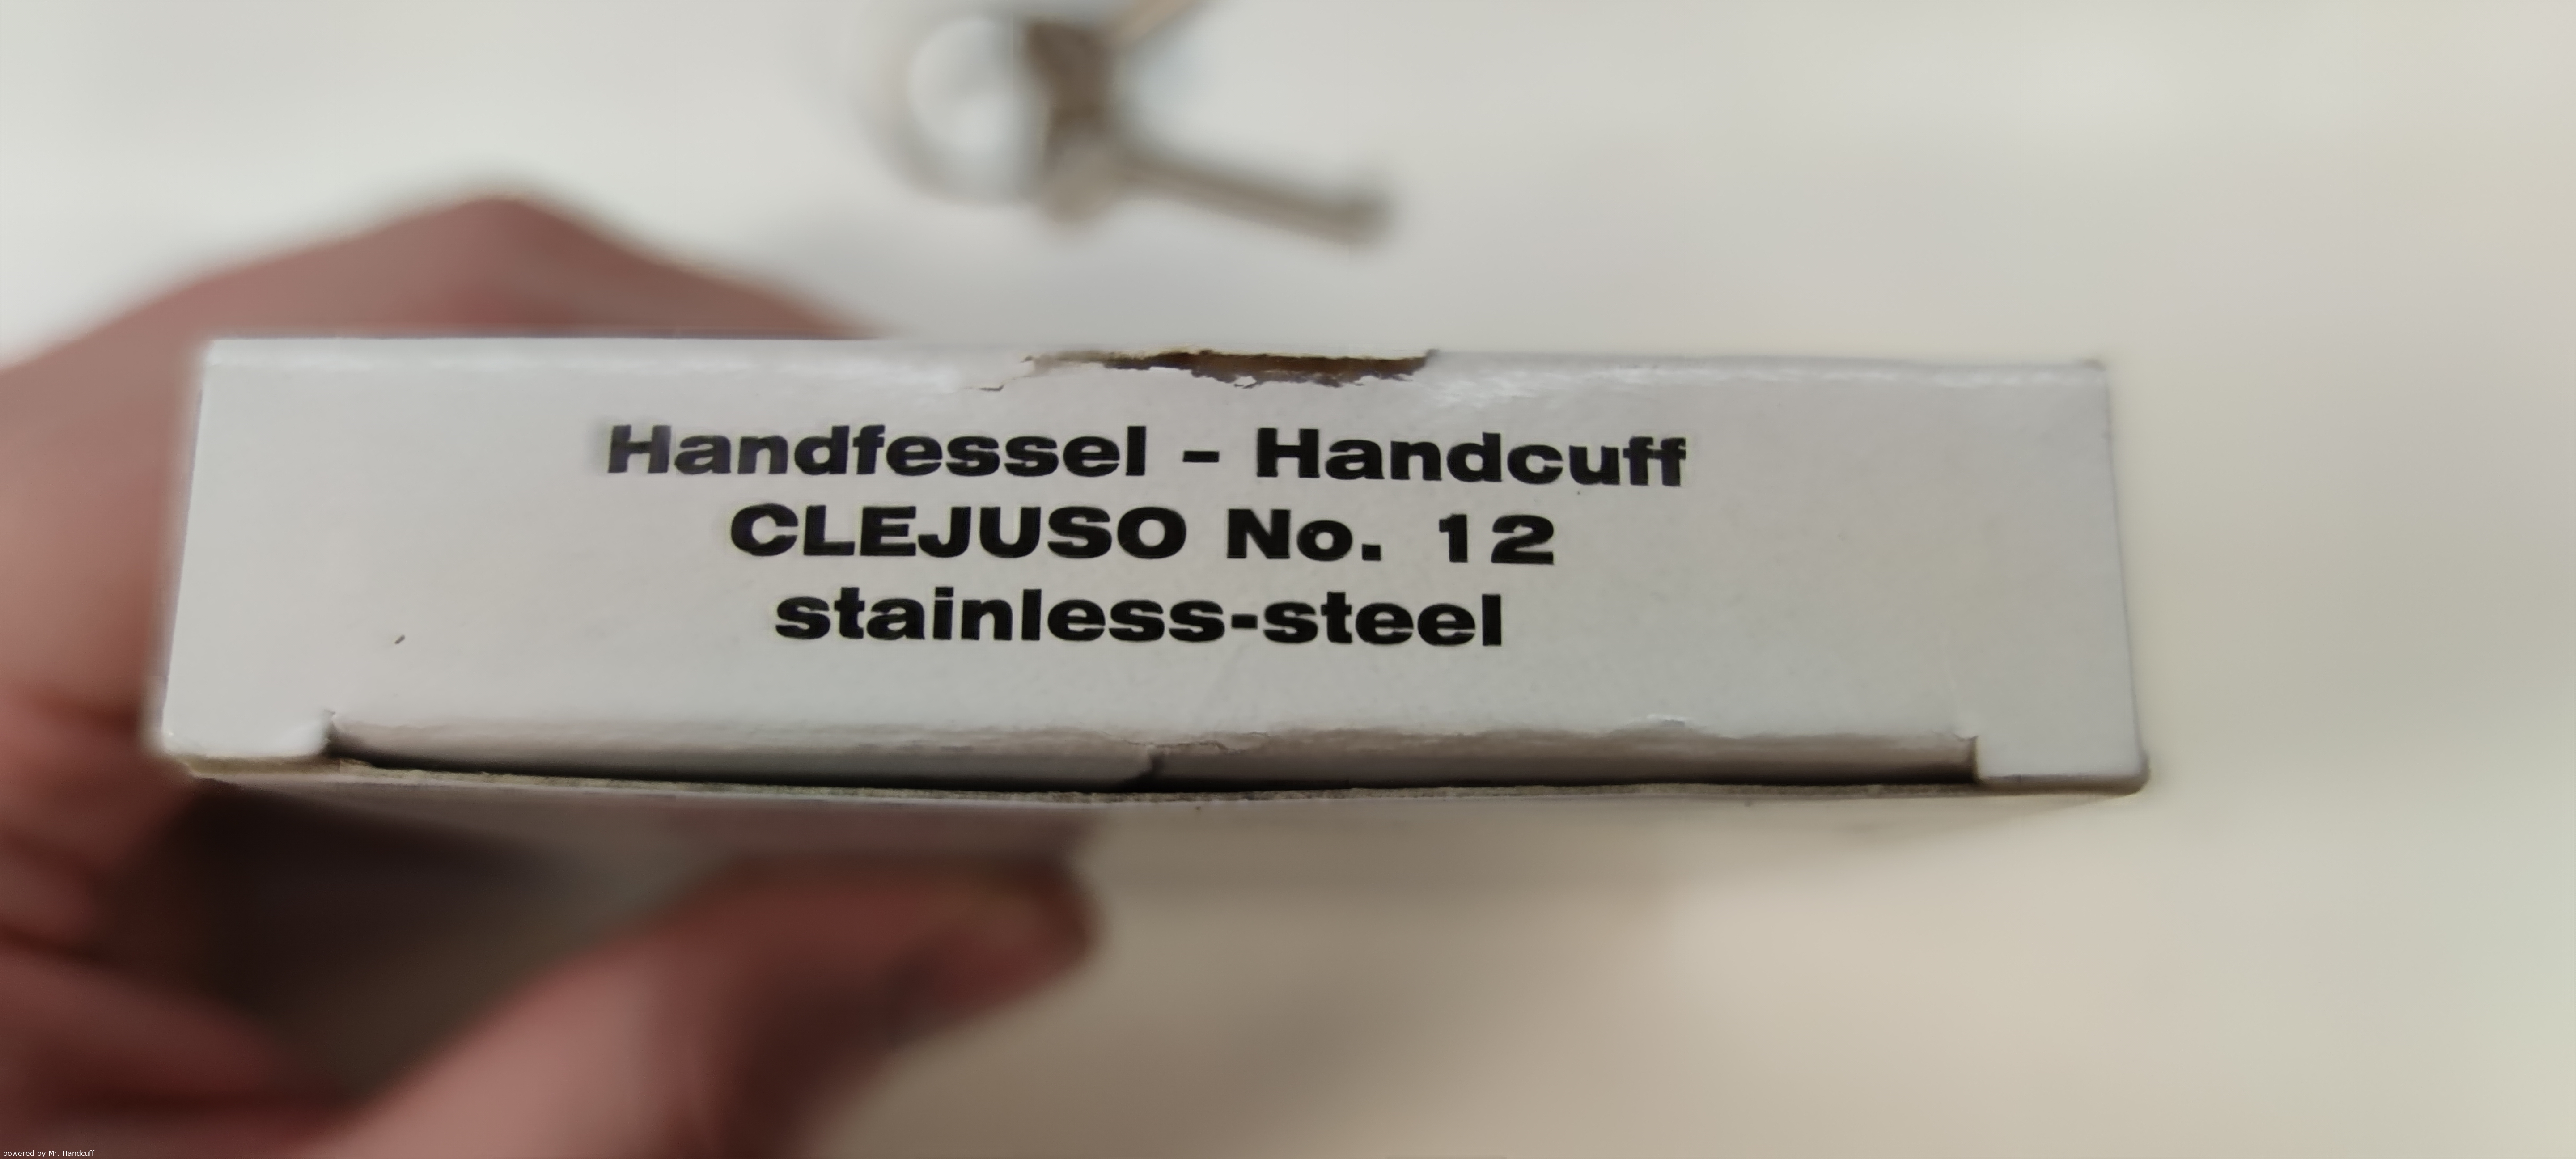 Handfessel - Handcuff
CLEJUSO No. 12
stainless-steel
powered by Mr. Handcuff